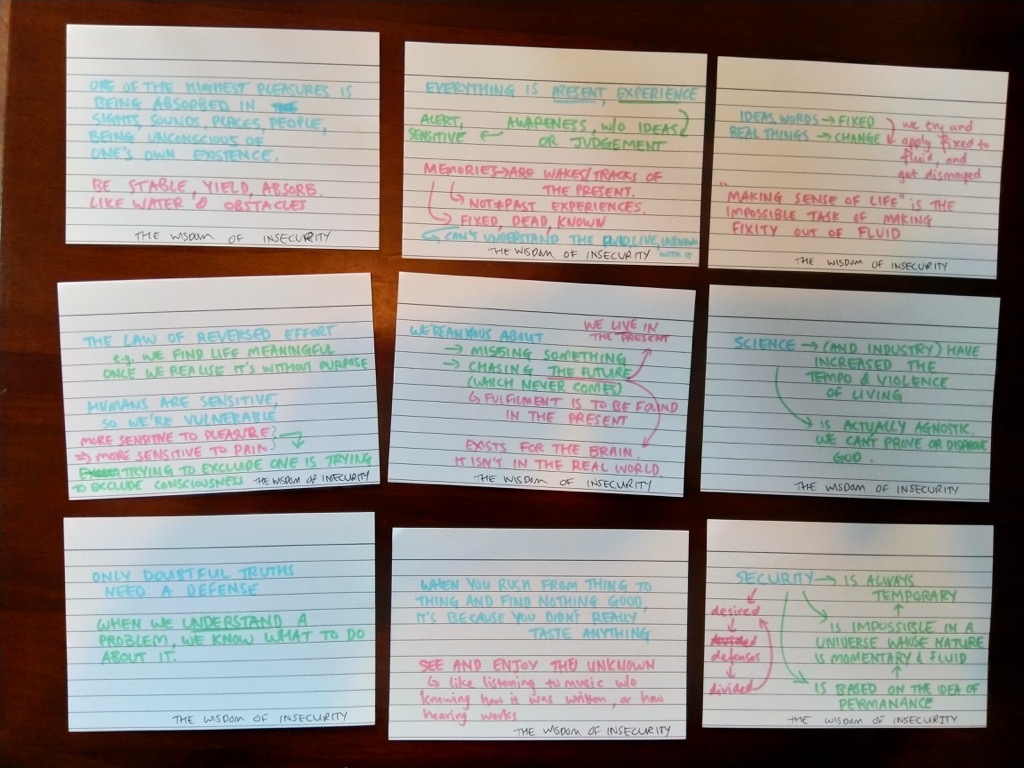 ONE OF THE HIGHEST PLEASURES IS
BEING ABSORBED IN THE
SIGHTS, SOUNDS, PLACES, PEOPLE,
BEING UNCONSCIOUS OF
ONE'S OWN EXISTENCE.
BE STABLE, YIELD, ABSORB.
LIKE WATER & OBSTACLES
THE WISDOM OF INSECURITY
EVERYTHING IS PRESENT EXPERIENCE
ALERT, SENSITIVE ← AWARENESS, W/O IDEAS
OR JUDGEMENT
MEMORIES → ARE WAKES/TRACKS OF
THE PRESENT.
↳ NOT PAST EXPERIENCES.
↳ FIXED, DEAD, KNOWN
CAN'T UNDERSTAND THE FLUID, LIVE, UNKNOWN
WITH IT
THE WISDOM OF INSECURITY
IDEAS, WORDS → FIXED
REAL THINGS → CHANGE
we try and
apply fixed to
fluid, and
get dismayed
"MAKING SENSE OF LIFE" IS THE
IMPOSSIBLE TASK OF MAKING
FIXITY OUT OF FLUID
THE WISDOM OF INSECURITY
THE LAW OF REVERSED EFFORT
e.g. WE FIND LIFE MEANINGFUL
ONCE WE REALISE IT'S WITHOUT PURPOSE
HUMANS ARE SENSITIVE,
SO WE'RE VULNERABLE
MORE SENSITIVE TO PLEASURE
⇒ MORE SENSITIVE TO PAIN
TRYING TO EXCLUDE ONE IS TRYING
TO EXCLUDE CONSCIOUSNESS
THE WISDOM OF INSECURITY
WE'RE ANXIOUS ABOUT
WE LIVE IN
THE PRESENT
→ MISSING SOMETHING
→ CHASING THE FUTURE
(WHICH NEVER COMES)
↳ FULFILMENT IS TO BE FOUND
IN THE PRESENT
EXISTS FOR THE BRAIN.
IT ISN'T IN THE REAL WORLD.
THE WISDOM OF INSECURITY
SCIENCE → (AND INDUSTRY) HAVE
INCREASED THE
TEMPO & VIOLENCE
OF LIVING
IS ACTUALLY AGNOSTIC.
WE CAN'T PROVE OR DISPROVE
GOD.
THE WISDOM OF INSECURITY
ONLY DOUBTFUL TRUTHS
NEED A DEFENSE
WHEN WE UNDERSTAND A
PROBLEM, WE KNOW WHAT TO DO
ABOUT IT.
THE WISDOM OF INSECURITY
WHEN YOU RUSH FROM THING TO
THING AND FIND NOTHING GOOD,
IT'S BECAUSE YOU DIDN'T REALLY
TASTE ANYTHING
SEE AND ENJOY THE UNKNOWN
↳ like listening to music w/o
knowing how it was written, or how
hearing works
THE WISDOM OF INSECURITY
SECURITY → IS ALWAYS
TEMPORARY
IS IMPOSSIBLE IN A
UNIVERSE WHOSE NATURE
IS MOMENTARY & FLUID
IS BASED ON THE IDEA OF
PERMANANCE
desired
divided
defenses
divided
THE WISDOM OF INSECURITY